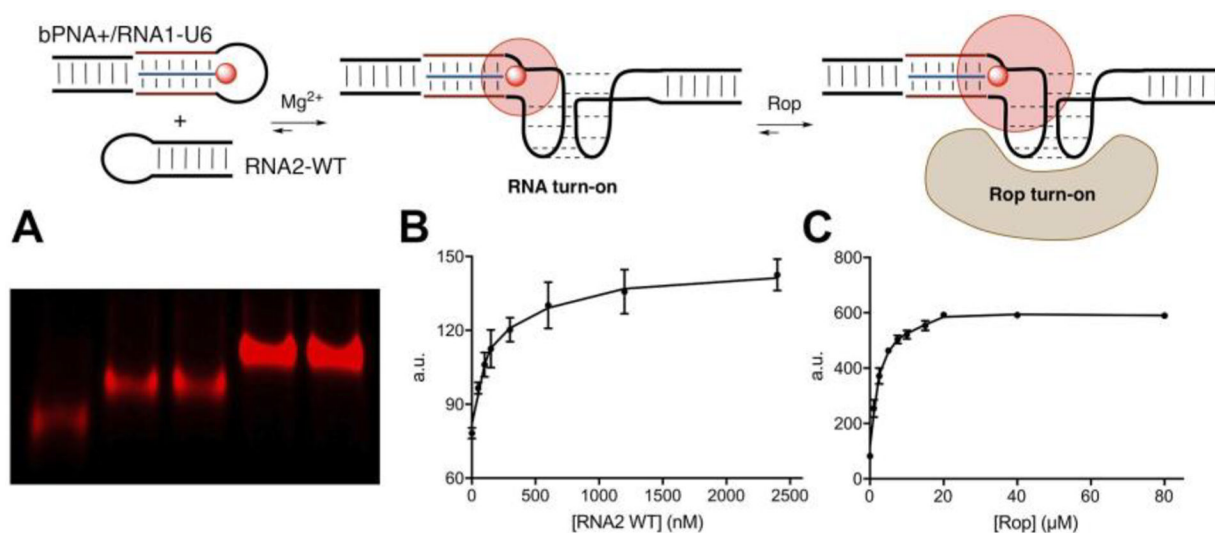 bPNA+/RNA1-U6
+
RNA2-WT
Mg²⁺
RNA turn-on
Rop
Rop turn-on
A
B
150
120
90
60
a.u.
0 500 1000 1500 2000 2500
[RNA2 WT] (nM)
C
800
600
400
200
0
a.u.
0 20 40 60 80
[Rop] (µM)